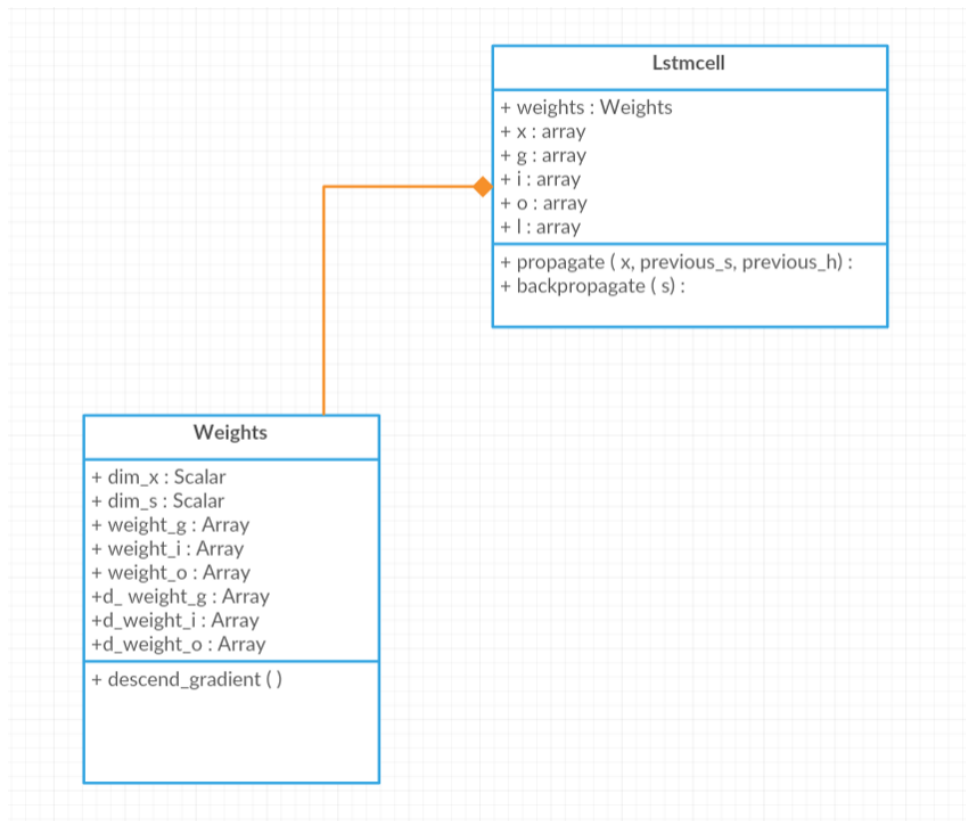 Lstmcell
+ weights : Weights
+ x : array
+ g : array
+ i : array
+ o : array
+ l : array
+ propagate ( x, previous_s, previous_h) :
+ backpropagate ( s) :
Weights
+ dim_x : Scalar
+ dim_s : Scalar
+ weight_g : Array
+ weight_i : Array
+ weight_o : Array
+d_ weight_g : Array
+d_weight_i : Array
+d_weight_o : Array
+ descend_gradient ( )